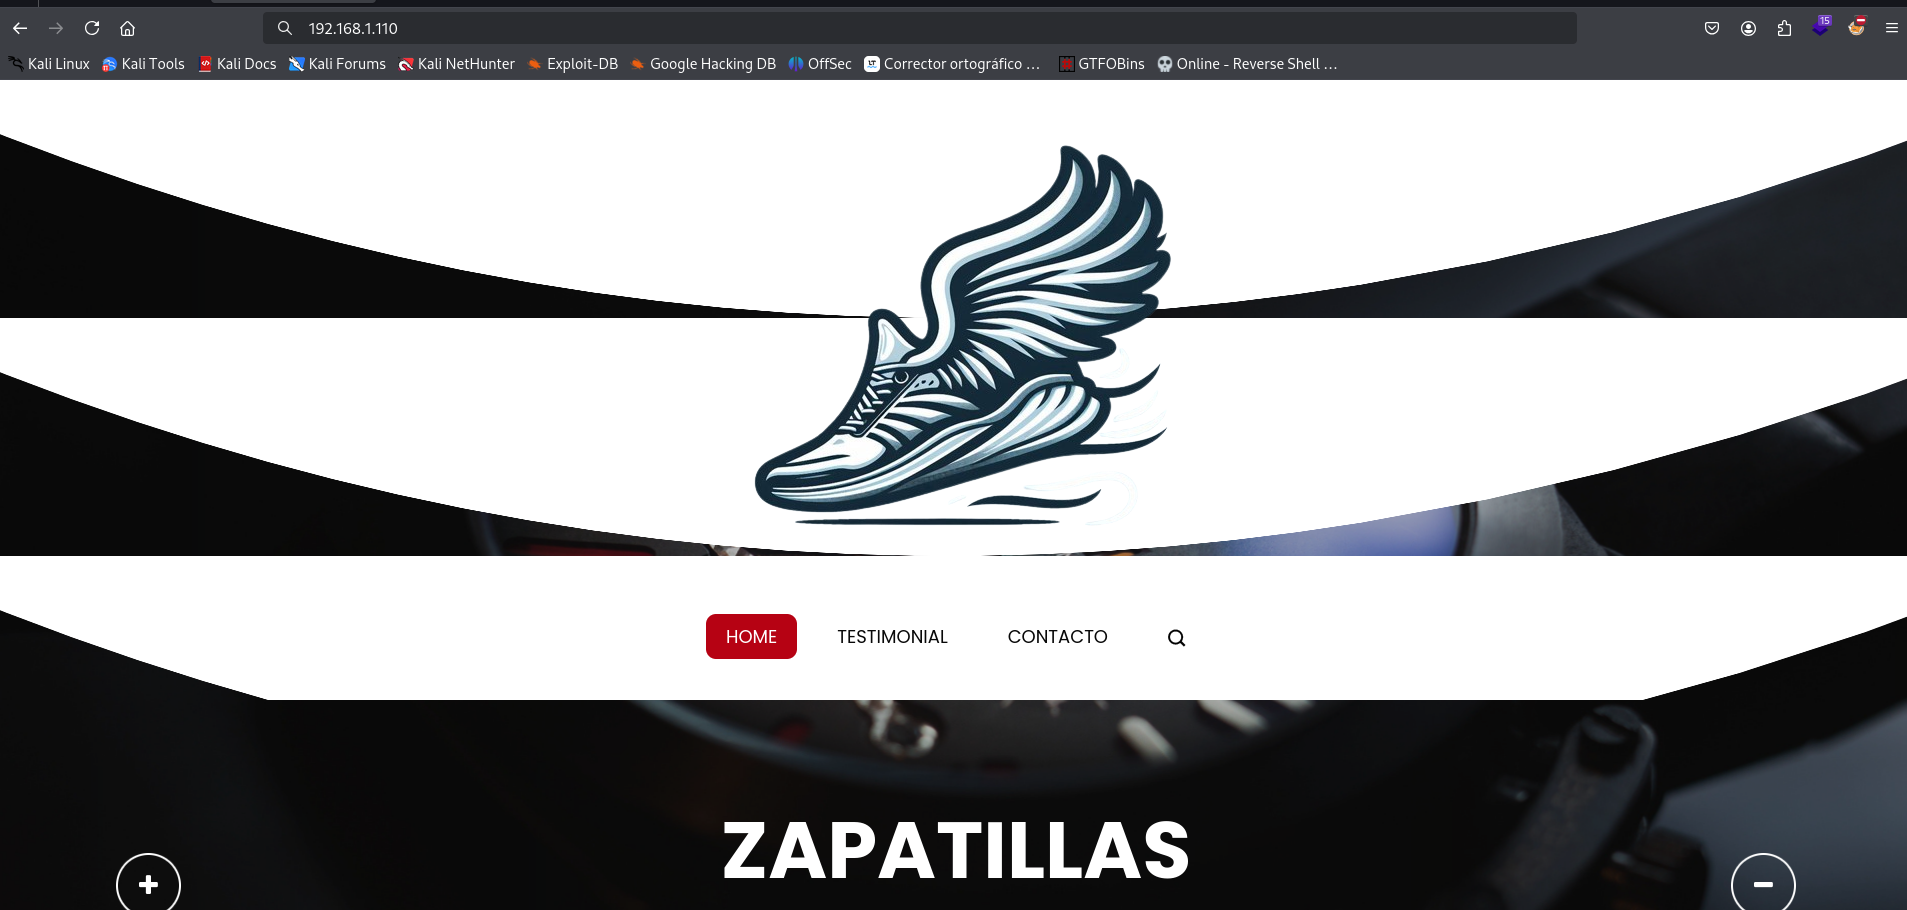 192.168.1.110
15
Kali Linux Kali Tools Kali Docs Kali Forums Kali NetHunter Exploit-DB Google Hacking DB OffSec LT Corrector ortográfico … GTFOBins Online - Reverse Shell …
HOME TESTIMONIAL CONTACTO
ZAPATILLAS